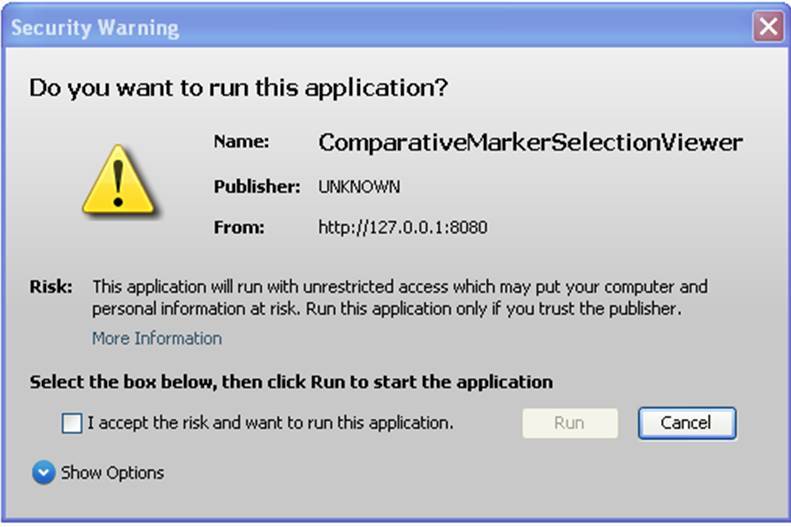 Security Warning
Do you want to run this application?
Name: ComparativeMarkerSelectionViewer
Publisher: UNKNOWN
From: http://127.0.0.1:8080
Risk: This application will run with unrestricted access which may put your computer and
personal information at risk. Run this application only if you trust the publisher.
More Information
Select the box below, then click Run to start the application
I accept the risk and want to run this application. Run Cancel
Show Options